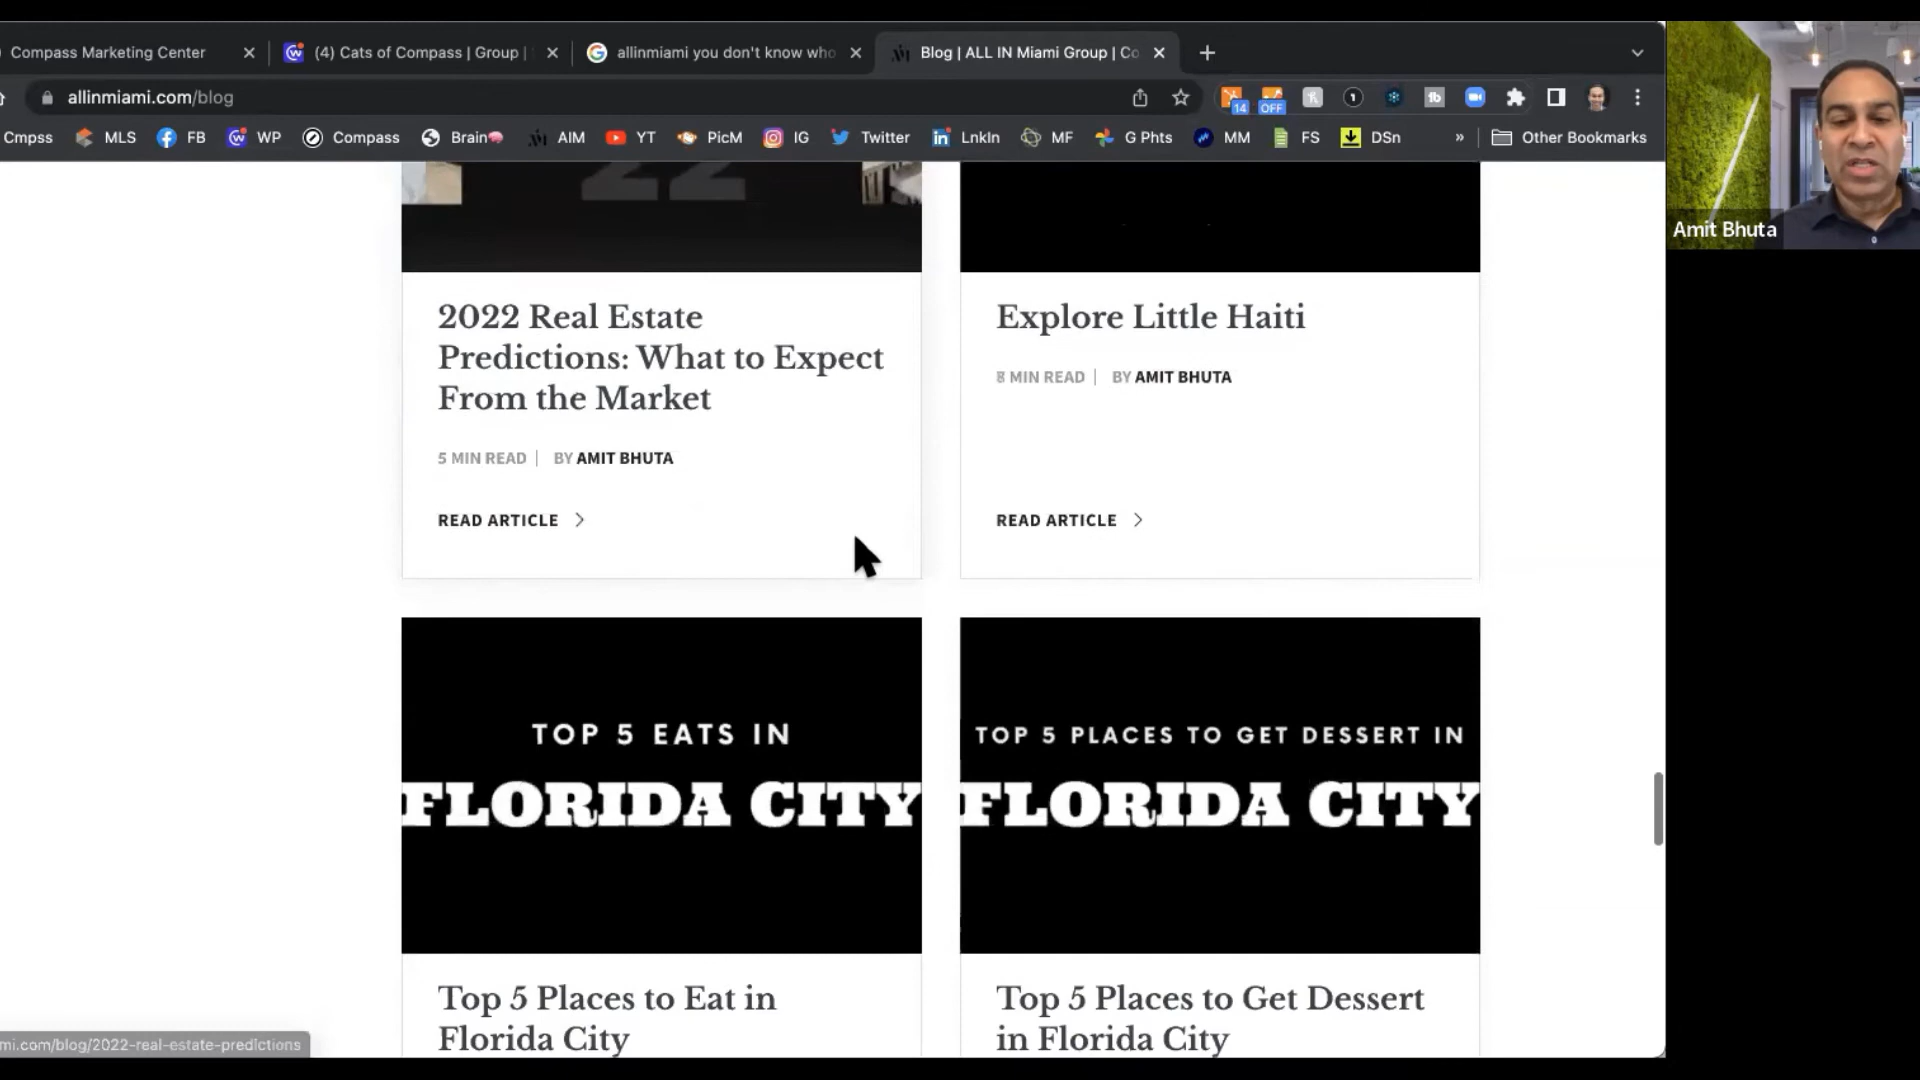 Compass Marketing Center
(4) Cats of Compass | Group |
allinmiami you don't know who
Blog | ALL IN Miami Group | Co
allinmiami.com/blog
14
OFF
Cmpss
MLS
FB
WP
Compass
Brain
AIM
YT
PicM
IG
Twitter
LnkIn
MF
G Phts
MM
FS
DSn
»
Other Bookmarks
Amit Bhuta
22
2022 Real Estate
Predictions: What to Expect
From the Market
5 MIN READ | BY AMIT BHUTA
READ ARTICLE
Explore Little Haiti
8 MIN READ | BY AMIT BHUTA
READ ARTICLE
TOP 5 EATS IN
FLORIDA CITY
TOP 5 PLACES TO GET DESSERT IN
FLORIDA CITY
Top 5 Places to Eat in
Florida City
Top 5 Places to Get Dessert
in Florida City
mi.com/blog/2022-real-estate-predictions